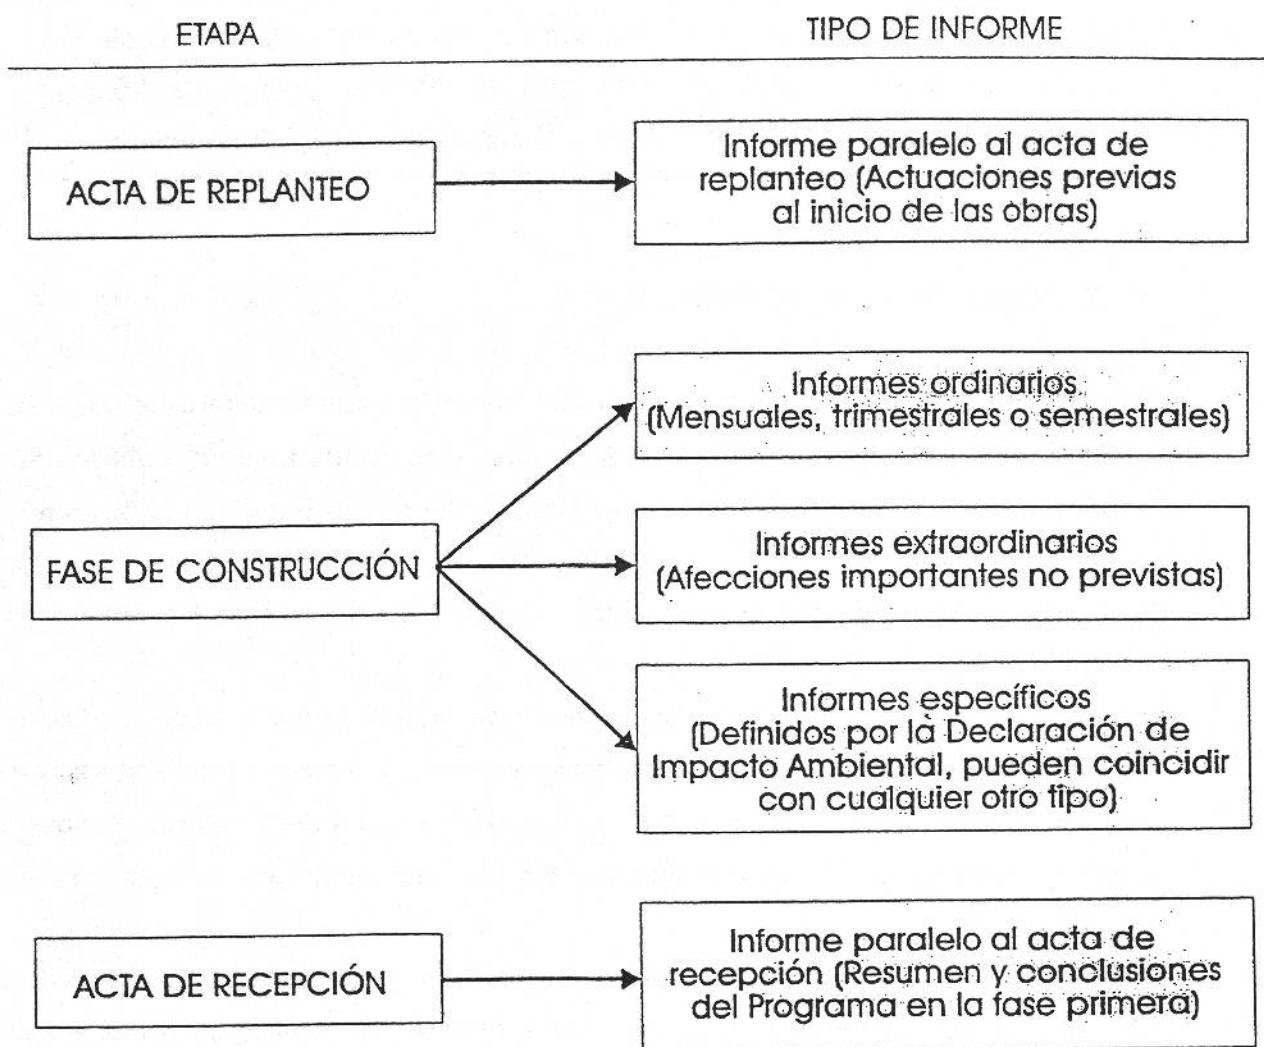 ETAPA
TIPO DE INFORME
ACTA DE REPLANTEO
Informe paralelo al acta de
replanteo (Actuaciones previas
al inicio de las obras)
FASE DE CONSTRUCCIÓN
Informes ordinarios
(Mensuales, trimestrales o semestrales)
Informes extraordinarios
(Afecciones importantes no previstas)
Informes específicos
(Definidos por la Declaración de
Impacto Ambiental, pueden coincidir
con cualquier otro tipo)
ACTA DE RECEPCIÓN
Informe paralelo al acta de
recepción (Resumen y conclusiones
del Programa en la fase primera)